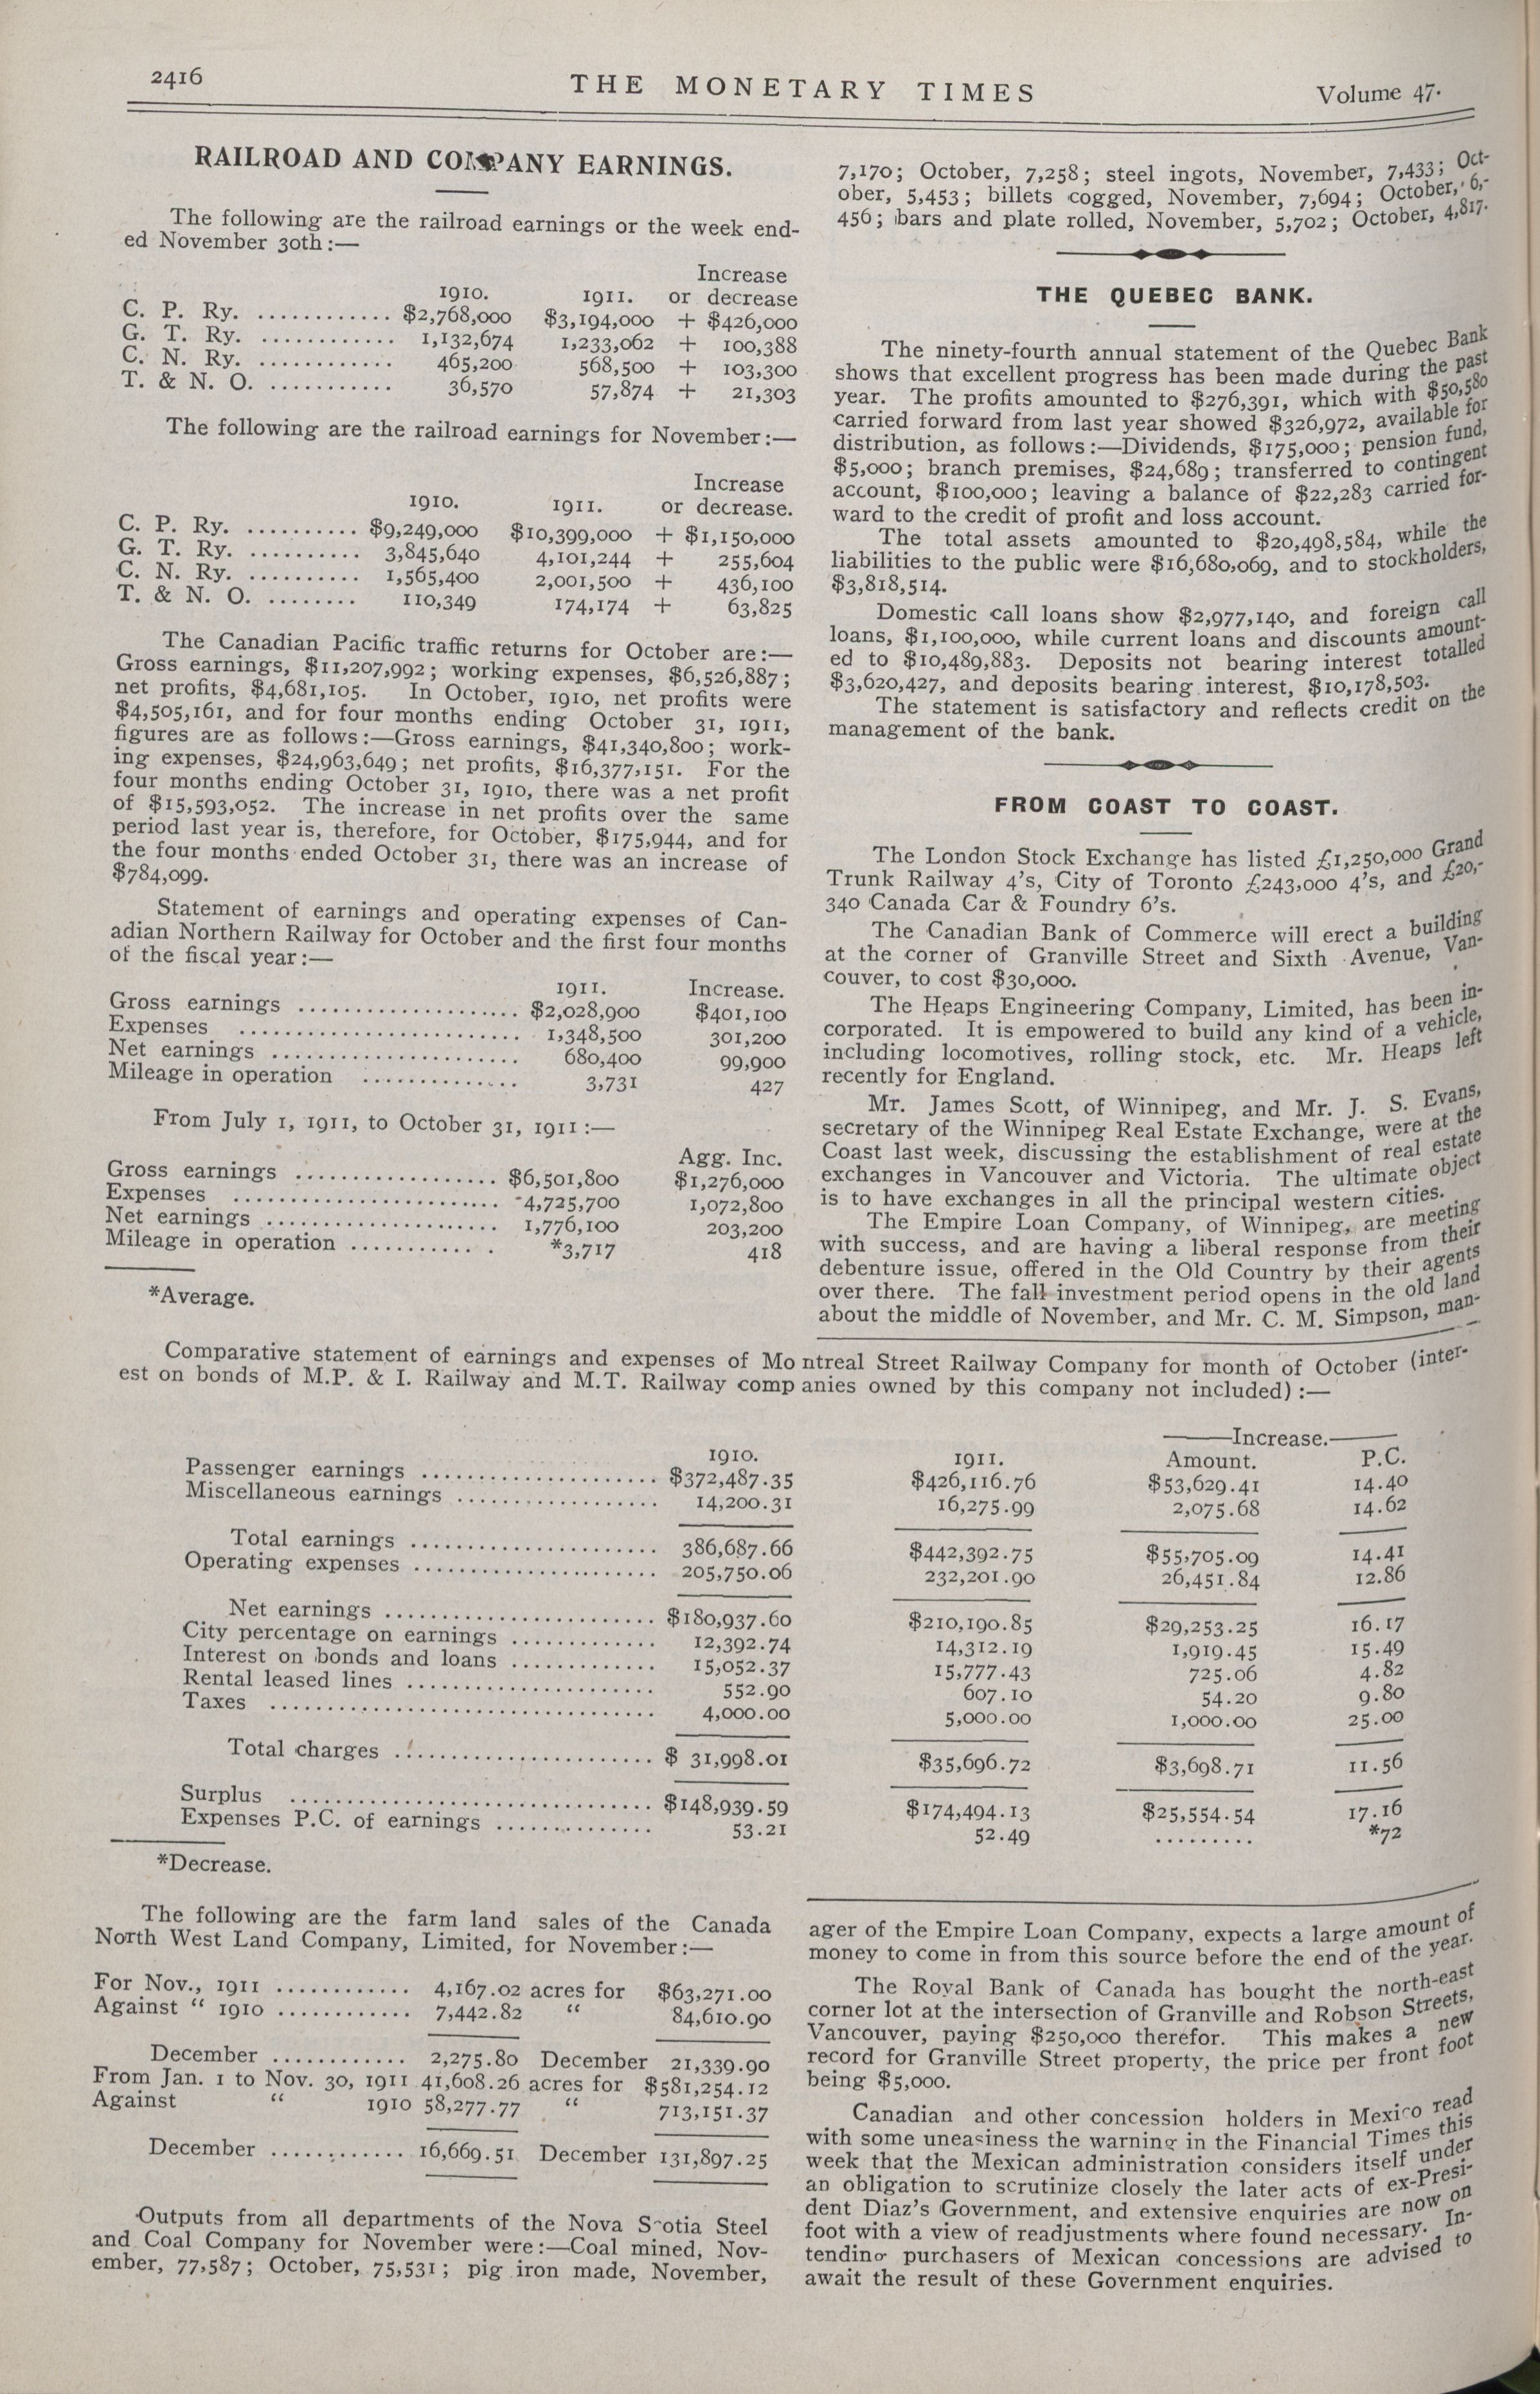 2416
THE MONETARY TIMES
Volume 47.
RAILROAD AND COMPANY EARNINGS.
The following are the railroad earnings or the week end-
ed November 30th:—
Increase
1910. 1911. or decrease
C. P. Ry. ............ $2,768,000 $3,194,000 + $426,000
G. T. Ry. ............ 1,132,674 1,233,062 + 100,388
C. N. Ry. ............ 465,200 568,500 + 103,300
T. & N. O. ........... 36,570 57,874 + 21,303
The following are the railroad earnings for November:—
Increase
1910. 1911. or decrease.
C. P. Ry. .......... $9,249,000 $10,399,000 + $1,150,000
G. T. Ry. .......... 3,845,640 4,101,244 + 255,604
C. N. Ry. .......... 1,565,400 2,001,500 + 436,100
T. & N. O. ........ 110,349 174,174 + 63,825
The Canadian Pacific traffic returns for October are:—
Gross earnings, $11,207,992; working expenses, $6,526,887;
net profits, $4,681,105. In October, 1910, net profits were
$4,505,161, and for four months ending October 31, 1911,
figures are as follows:—Gross earnings, $41,340,800; work-
ing expenses, $24,963,649; net profits, $16,377,151. For the
four months ending October 31, 1910, there was a net profit
of $15,593,052. The increase in net profits over the same
period last year is, therefore, for October, $175,944, and for
the four months ended October 31, there was an increase of
$784,099.
Statement of earnings and operating expenses of Can-
adian Northern Railway for October and the first four months
of the fiscal year:—
1911. Increase.
Gross earnings .................... $2,028,900 $401,100
Expenses .......................... 1,348,500 301,200
Net earnings ...................... 680,400 99,900
Mileage in operation .............. 3,731 427
From July 1, 1911, to October 31, 1911:—
Agg. Inc.
Gross earnings .................. $6,501,800 $1,276,000
Expenses ........................ 4,725,700 1,072,800
Net earnings .................... 1,776,100 203,200
Mileage in operation ........... . *3,717 418
*Average.
7,170; October, 7,258; steel ingots, November, 7,433; Oct-
ober, 5,453; billets cogged, November, 7,694; October, 6,-
456; bars and plate rolled, November, 5,702; October, 4,817.
THE QUEBEC BANK.
The ninety-fourth annual statement of the Quebec Bank
shows that excellent progress has been made during the past
year. The profits amounted to $276,391, which with $50,580
carried forward from last year showed $326,972, available for
distribution, as follows:—Dividends, $175,000; pension fund,
$5,000; branch premises, $24,689; transferred to contingent
account, $100,000; leaving a balance of $22,283 carried for-
ward to the credit of profit and loss account.
The total assets amounted to $20,498,584, while the
liabilities to the public were $16,680,069, and to stockholders,
$3,818,514.
Domestic call loans show $2,977,140, and foreign call
loans, $1,100,000, while current loans and discounts amount-
ed to $10,489,883. Deposits not bearing interest totalled
$3,620,427, and deposits bearing interest, $10,178,503.
The statement is satisfactory and reflects credit on the
management of the bank.
FROM COAST TO COAST.
The London Stock Exchange has listed £1,250,000 Grand
Trunk Railway 4's, City of Toronto £243,000 4's, and £20,-
340 Canada Car & Foundry 6's.
The Canadian Bank of Commerce will erect a building
at the corner of Granville Street and Sixth Avenue, Van-
couver, to cost $30,000.
The Heaps Engineering Company, Limited, has been in-
corporated. It is empowered to build any kind of a vehicle,
including locomotives, rolling stock, etc. Mr. Heaps left
recently for England.
Mr. James Scott, of Winnipeg, and Mr. J. S. Evans,
secretary of the Winnipeg Real Estate Exchange, were at the
Coast last week, discussing the establishment of real estate
exchanges in Vancouver and Victoria. The ultimate object
is to have exchanges in all the principal western cities.
The Empire Loan Company, of Winnipeg, are meeting
with success, and are having a liberal response from their
debenture issue, offered in the Old Country by their agents
over there. The fall investment period opens in the old land
about the middle of November, and Mr. C. M. Simpson, man-
Comparative statement of earnings and expenses of Mo ntreal Street Railway Company for month of October (inter-
est on bonds of M.P. & I. Railway and M.T. Railway comp anies owned by this company not included):—
——Increase.——
1910. 1911. Amount. P.C.
Passenger earnings ..................... $372,487.35 $426,116.76 $53,629.41 14.40
Miscellaneous earnings .................. 14,200.31 16,275.99 2,075.68 14.62
Total earnings ...................... 386,687.66 $442,392.75 $55,705.09 14.41
Operating expenses ...................... 205,750.06 232,201.90 26,451.84 12.86
Net earnings ........................ $180,937.60 $210,190.85 $29,253.25 16.17
City percentage on earnings ............. 12,392.74 14,312.19 1,919.45 15.49
Interest on bonds and loans ............. 15,052.37 15,777.43 725.06 4.82
Rental leased lines ...................... 552.90 607.10 54.20 9.80
Taxes .................................. 4,000.00 5,000.00 1,000.00 25.00
Total charges ....................... $ 31,998.01 $35,696.72 $3,698.71 11.56
Surplus ................................ $148,939.59 $174,494.13 $25,554.54 17.16
Expenses P.C. of earnings .............. 53.21 52.49 ......... *72
*Decrease.
The following are the farm land sales of the Canada
North West Land Company, Limited, for November:—
For Nov., 1911 ............ 4,167.02 acres for $63,271.00
Against “ 1910 ............ 7,442.82 “ 84,610.90
December ............ 2,275.80 December 21,339.90
From Jan. 1 to Nov. 30, 1911 41,608.26 acres for $581,254.12
Against “ 1910 58,277.77 “ 713,151.37
December ............ 16,669.51 December 131,897.25
Outputs from all departments of the Nova Scotia Steel
and Coal Company for November were:—Coal mined, Nov-
ember, 77,587; October, 75,531; pig iron made, November,
ager of the Empire Loan Company, expects a large amount of
money to come in from this source before the end of the year.
The Royal Bank of Canada has bought the north-east
corner lot at the intersection of Granville and Robson Streets,
Vancouver, paying $250,000 therefor. This makes a new
record for Granville Street property, the price per front foot
being $5,000.
Canadian and other concession holders in Mexico read
with some uneasiness the warning in the Financial Times this
week that the Mexican administration considers itself under
an obligation to scrutinize closely the later acts of ex-Presi-
dent Diaz's Government, and extensive enquiries are now on
foot with a view of readjustments where found necessary. In-
tending purchasers of Mexican concessions are advised to
await the result of these Government enquiries.